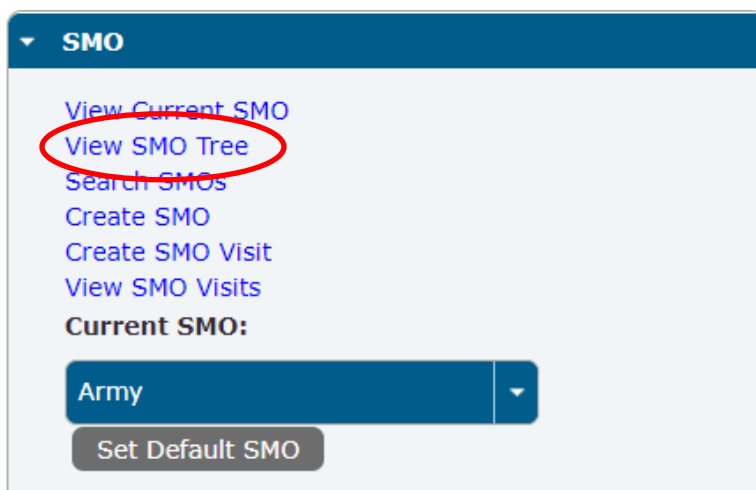 SMO
View Current SMO
View SMO Tree
Search SMOs
Create SMO
Create SMO Visit
View SMO Visits
Current SMO:
Army
Set Default SMO